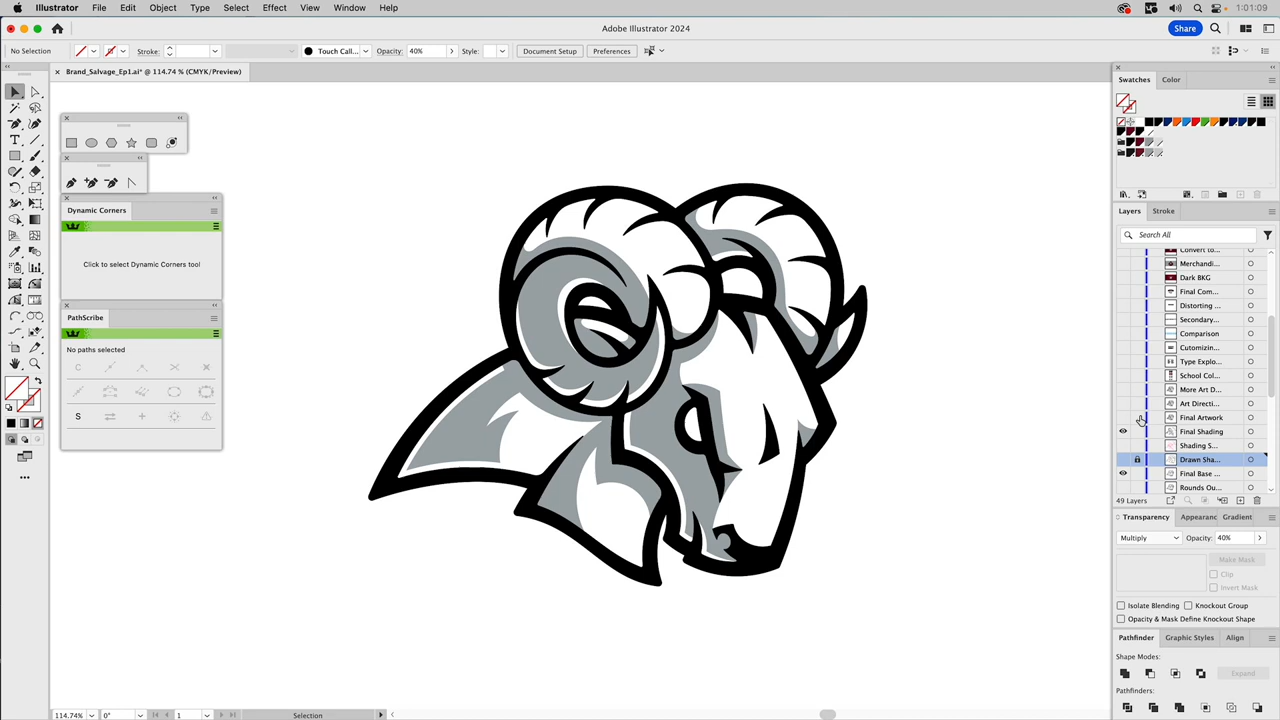 Illustrator File Edit Object Type Select Effect View Window Help 1:01:09
Adobe Illustrator 2024
Share
No Selection Stroke: Touch Call... Opacity: 40% Style: Document Setup Preferences
Brand_Salvage_Ep1.ai* @ 114.74 % (CMYK/Preview)
Dynamic Corners
Click to select Dynamic Corners tool
PathScribe
No paths selected
Swatches Color
Layers Stroke
Search All
Convert to...
Merchandi...
Dark BKG
Final Com...
Distorting ...
Secondary...
Comparison
Cutomizin...
Type Explo...
School Col...
More Art D...
Art Directi...
Final Artwork
Final Shading
Shading S...
Drawn Sha...
Final Base ...
Rounds Ou...
49 Layers
Transparency Appearanc Gradient
Multiply Opacity: 40%
Make Mask
Clip
Invert Mask
Isolate Blending Knockout Group
Opacity & Mask Define Knockout Shape
Pathfinder Graphic Styles Align
Shape Modes:
Expand
Pathfinders:
114.74% 0° 1 Selection